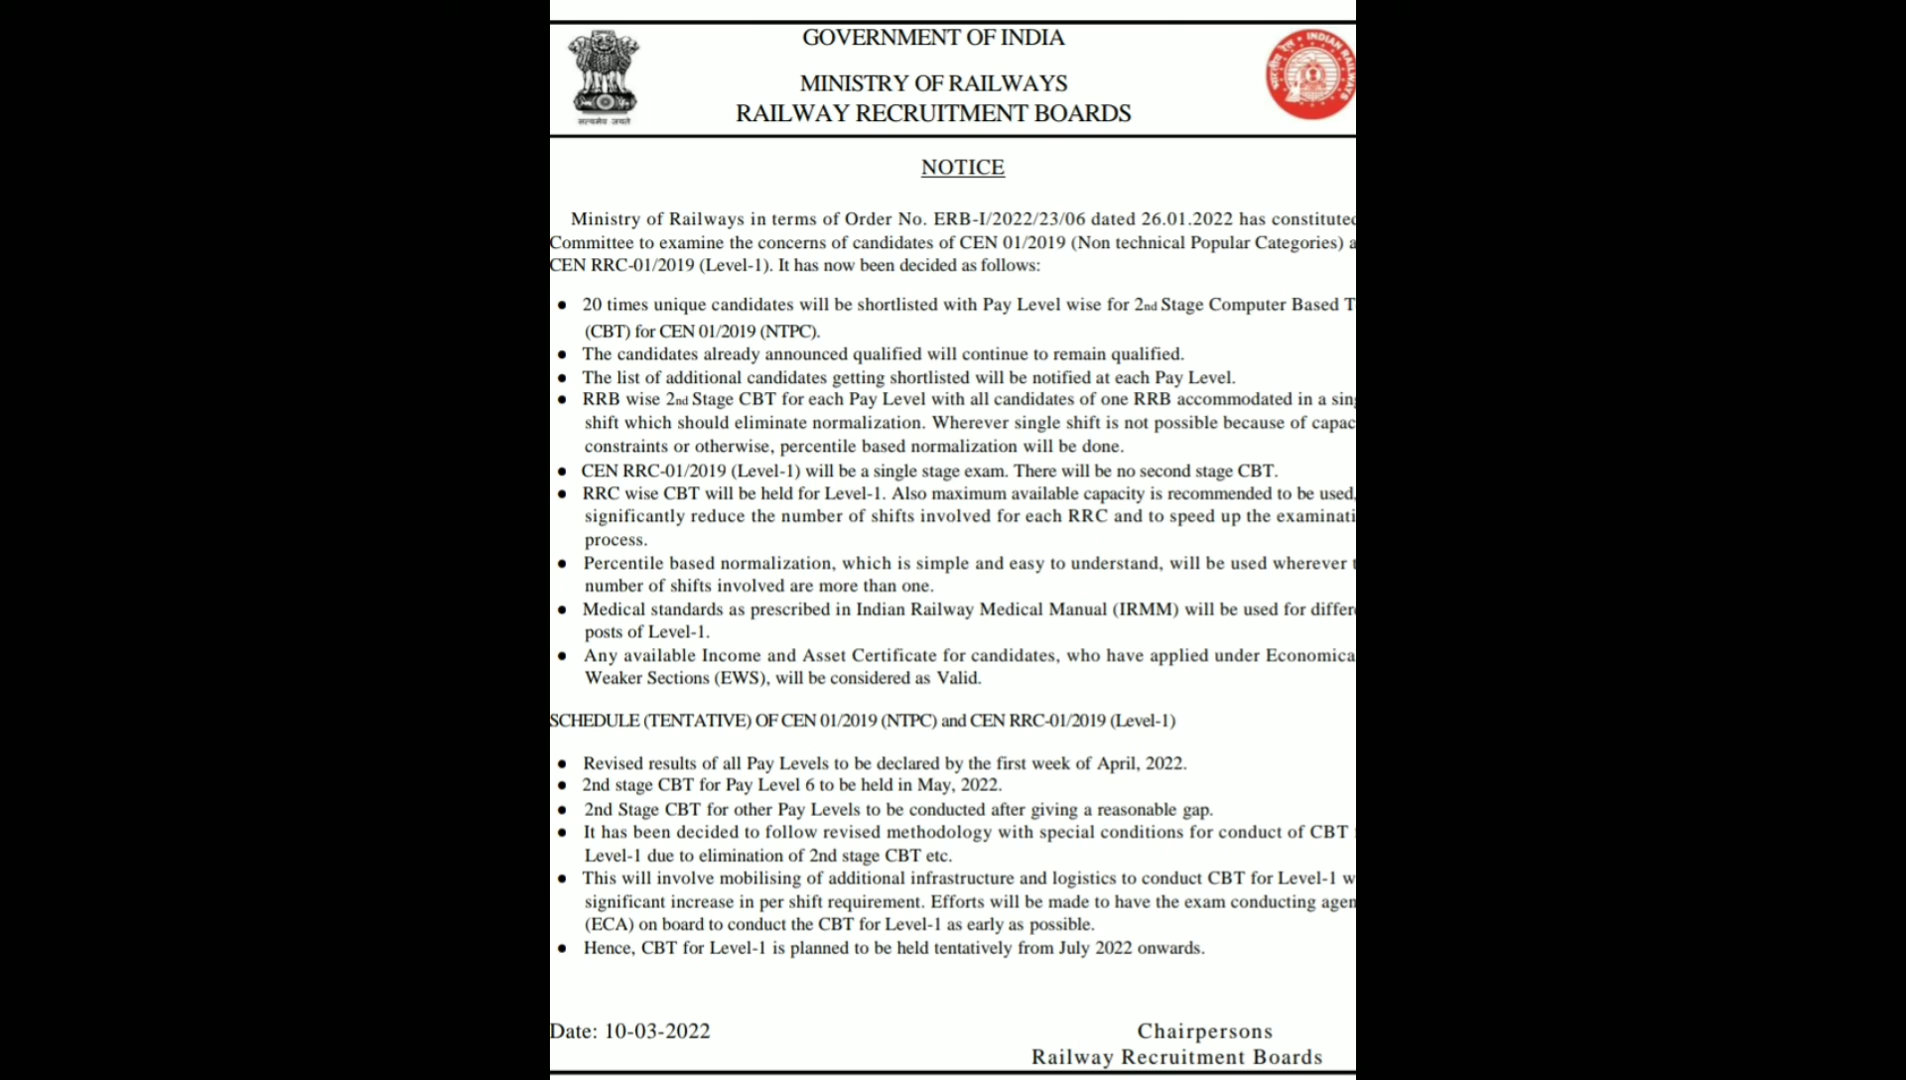 GOVERNMENT OF INDIA
MINISTRY OF RAILWAYS
RAILWAY RECRUITMENT BOARDS
सत्यमेव जयते
INDIAN RAILWAYS
भारतीय रेल
NOTICE
Ministry of Railways in terms of Order No. ERB-I/2022/23/06 dated 26.01.2022 has constituted
Committee to examine the concerns of candidates of CEN 01/2019 (Non technical Popular Categories) a
CEN RRC-01/2019 (Level-1). It has now been decided as follows:
● 20 times unique candidates will be shortlisted with Pay Level wise for 2nd Stage Computer Based T
(CBT) for CEN 01/2019 (NTPC).
● The candidates already announced qualified will continue to remain qualified.
● The list of additional candidates getting shortlisted will be notified at each Pay Level.
● RRB wise 2nd Stage CBT for each Pay Level with all candidates of one RRB accommodated in a sing
shift which should eliminate normalization. Wherever single shift is not possible because of capac
constraints or otherwise, percentile based normalization will be done.
● CEN RRC-01/2019 (Level-1) will be a single stage exam. There will be no second stage CBT.
● RRC wise CBT will be held for Level-1. Also maximum available capacity is recommended to be used,
significantly reduce the number of shifts involved for each RRC and to speed up the examinati
process.
● Percentile based normalization, which is simple and easy to understand, will be used wherever t
number of shifts involved are more than one.
● Medical standards as prescribed in Indian Railway Medical Manual (IRMM) will be used for differe
posts of Level-1.
● Any available Income and Asset Certificate for candidates, who have applied under Economica
Weaker Sections (EWS), will be considered as Valid.
SCHEDULE (TENTATIVE) OF CEN 01/2019 (NTPC) and CEN RRC-01/2019 (Level-1)
● Revised results of all Pay Levels to be declared by the first week of April, 2022.
● 2nd stage CBT for Pay Level 6 to be held in May, 2022.
● 2nd Stage CBT for other Pay Levels to be conducted after giving a reasonable gap.
● It has been decided to follow revised methodology with special conditions for conduct of CBT
Level-1 due to elimination of 2nd stage CBT etc.
● This will involve mobilising of additional infrastructure and logistics to conduct CBT for Level-1 w
significant increase in per shift requirement. Efforts will be made to have the exam conducting agen
(ECA) on board to conduct the CBT for Level-1 as early as possible.
● Hence, CBT for Level-1 is planned to be held tentatively from July 2022 onwards.
Date: 10-03-2022
Chairpersons
Railway Recruitment Boards